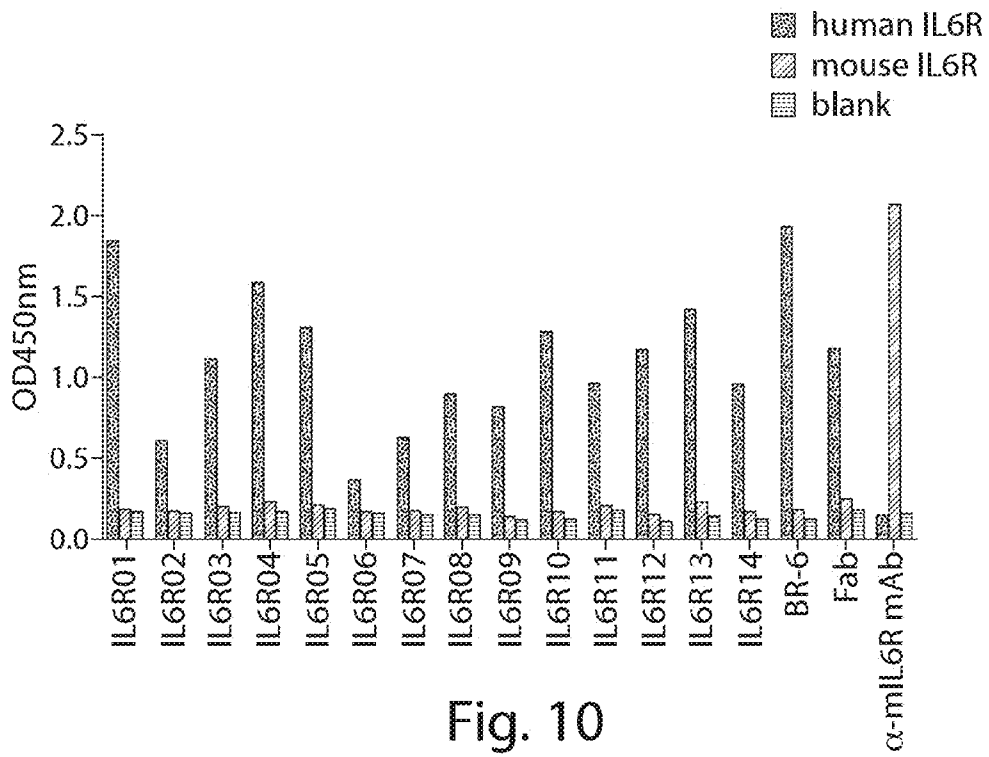 human IL6R
mouse IL6R
blank
OD450nm
2.5
2.0
1.5
1.0
0.5
0.0
IL6R01
IL6R02
IL6R03
IL6R04
IL6R05
IL6R06
IL6R07
IL6R08
IL6R09
IL6R10
IL6R11
IL6R12
IL6R13
IL6R14
BR-6
Fab
α-mIL6R mAb
Fig. 10